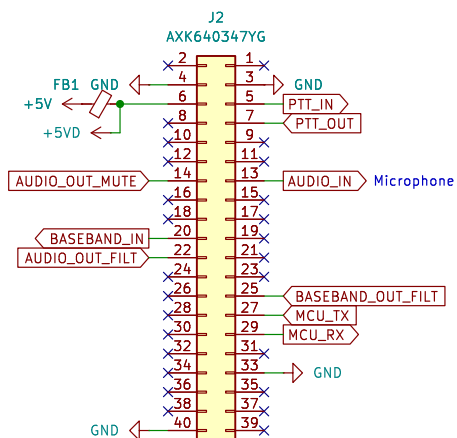 J2
AXK640347YG
2 1
FB1 GND 4 3 GND
+5V 6 5 PTT_IN
+5VD 8 7 PTT_OUT
10 9
12 11
AUDIO_OUT_MUTE 14 13 AUDIO_IN Microphone
16 15
18 17
BASEBAND_IN 20 19
AUDIO_OUT_FILT 22 21
24 23
26 25 BASEBAND_OUT_FILT
28 27 MCU_TX
30 29 MCU_RX
32 31
34 33 GND
36 35
38 37
GND 40 39